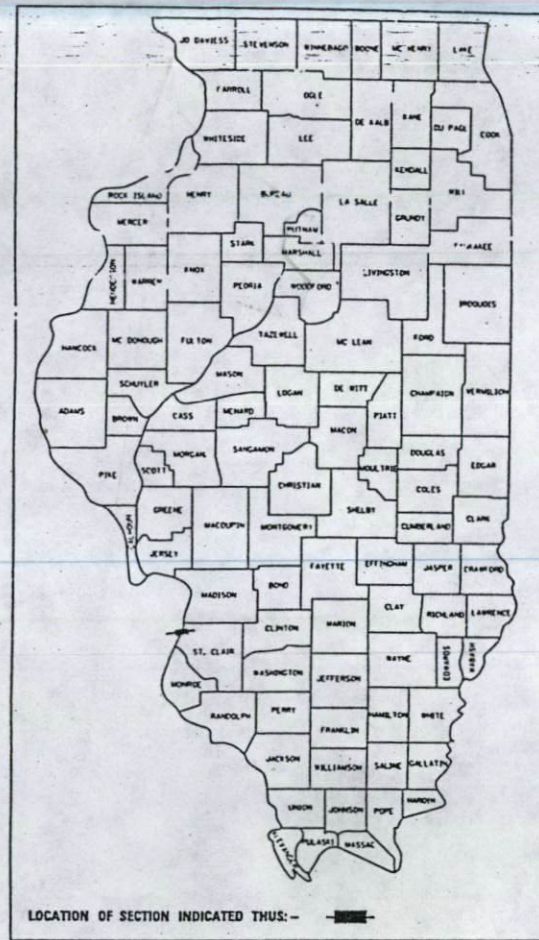 JO DAVIESS STEVENSON WINNEBAGO BOONE MC HENRY LAKE
CARROLL OGLE DE KALB KANE DU PAGE COOK
WHITESIDE LEE
KENDALL
ROCK ISLAND HENRY BUREAU LA SALLE WILL
MERCER PUTNAM GRUNDY
STARK MARSHALL KANKAKEE
HENDERSON WARREN KNOX PEORIA WOODFORD LIVINGSTON
IROQUOIS
HANCOCK MC DONOUGH FULTON TAZEWELL MC LEAN FORD
SCHUYLER MASON LOGAN DE WITT CHAMPAIGN VERMILION
ADAMS BROWN CASS MENARD MACON PIATT
PIKE SCOTT MORGAN SANGAMON MOULTRIE DOUGLAS EDGAR
CHRISTIAN COLES
CALHOUN GREENE MACOUPIN MONTGOMERY SHELBY CUMBERLAND CLARK
JERSEY
MADISON BOND FAYETTE EFFINGHAM JASPER CRAWFORD
CLAY
CLINTON MARION RICHLAND LAWRENCE
ST. CLAIR WAYNE EDWARDS WABASH
WASHINGTON JEFFERSON
MONROE
RANDOLPH PERRY HAMILTON WHITE
FRANKLIN
JACKSON WILLIAMSON SALINE GALLATIN
UNION JOHNSON POPE HARDIN
ALEXANDER PULASKI MASSAC
LOCATION OF SECTION INDICATED THUS:-